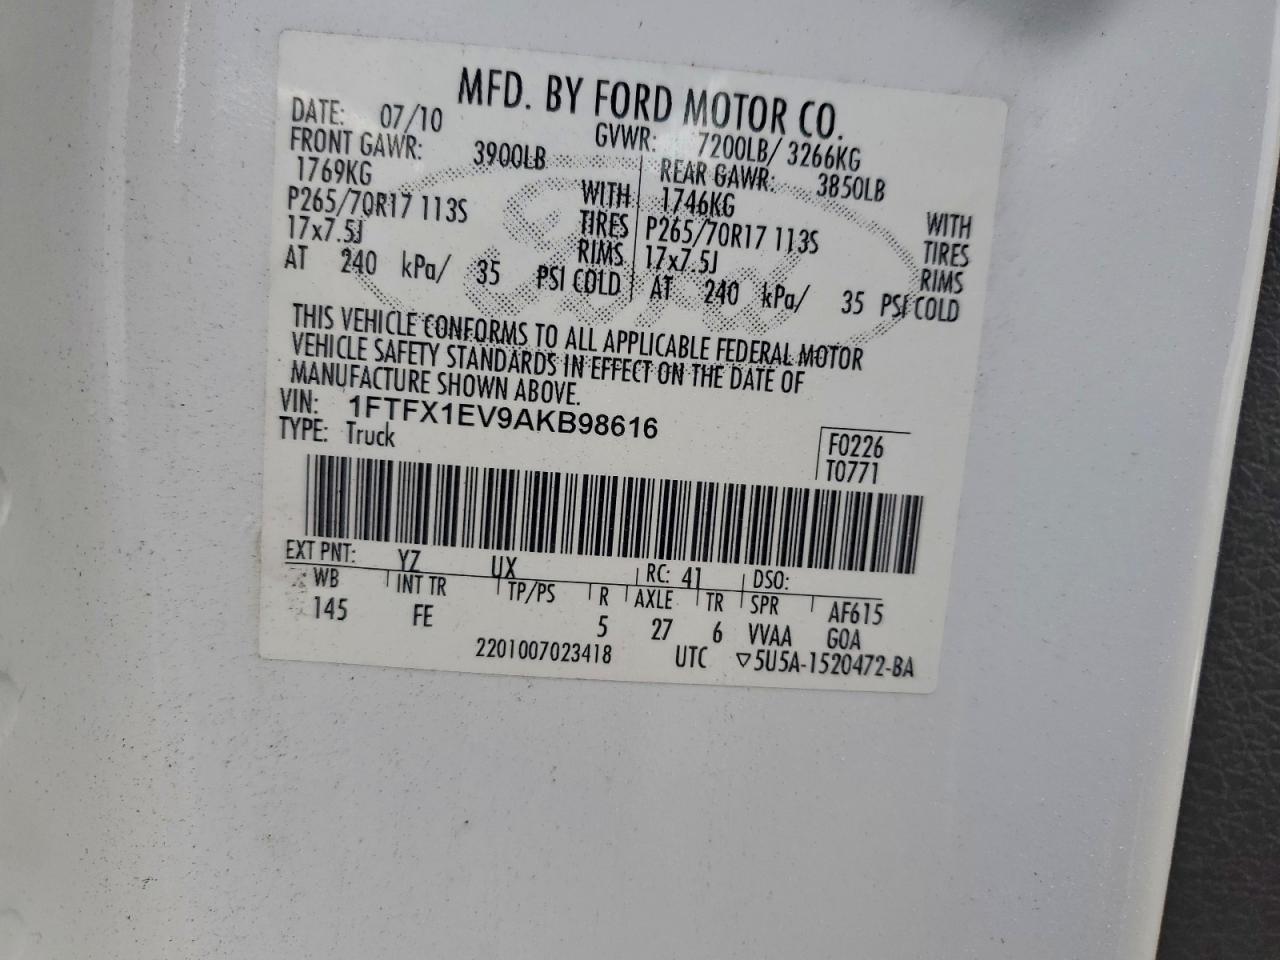 MFD. BY FORD MOTOR CO.
DATE: 07/10 GVWR: 7200LB/ 3266KG
FRONT GAWR: 3900LB REAR GAWR: 3850LB
1769KG WITH 1746KG WITH
P265/70R17 113S TIRES P265/70R17 113S TIRES
17x7.5J RIMS 17x7.5J RIMS
AT 240 kPa/ 35 PSI COLD AT 240 kPa/ 35 PSI COLD
THIS VEHICLE CONFORMS TO ALL APPLICABLE FEDERAL MOTOR
VEHICLE SAFETY STANDARDS IN EFFECT ON THE DATE OF
MANUFACTURE SHOWN ABOVE.
VIN: 1FTFX1EV9AKB98616
TYPE: Truck
F0226
T0771
EXT PNT: YZ UX RC: 41 DSO:
WB INT TR TP/PS R AXLE TR SPR AF615
145 FE 5 27 6 VVAA GOA
2201007023418 UTC ▽5U5A-1520472-BA